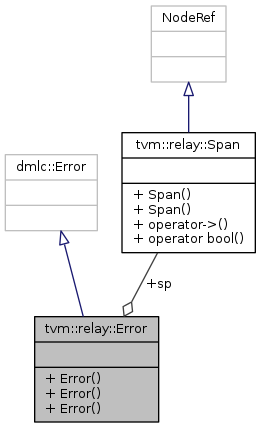 NodeRef
tvm::relay::Span
+ Span()
+ Span()
+ operator->()
+ operator bool()
dmlc::Error
+sp
tvm::relay::Error
+ Error()
+ Error()
+ Error()